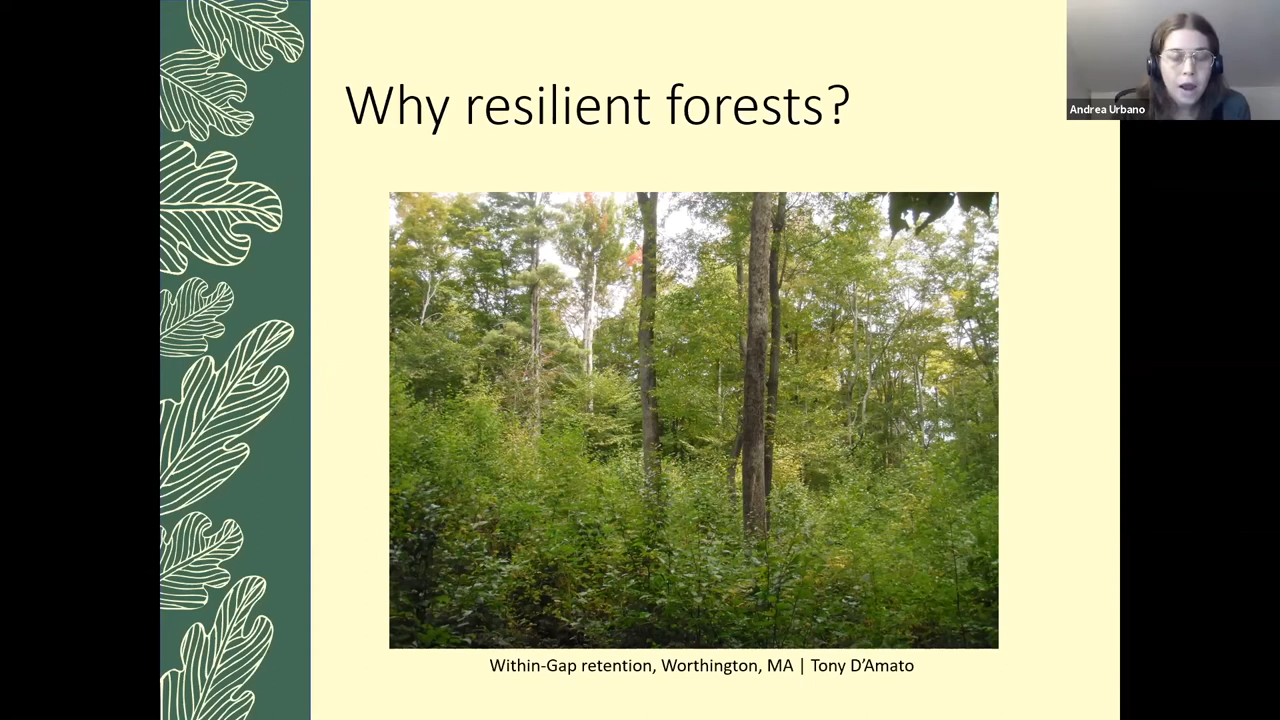 Why resilient forests?
Andrea Urbano
Within-Gap retention, Worthington, MA | Tony D’Amato